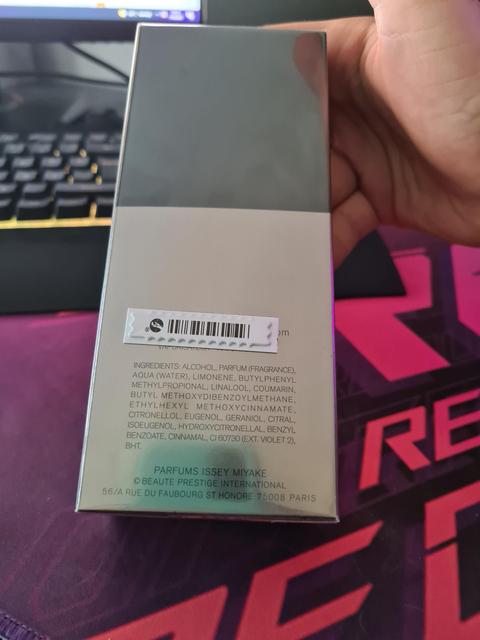 om
INGREDIENTS: ALCOHOL, PARFUM (FRAGRANCE),
AQUA (WATER), LIMONENE, BUTYLPHENYL
METHYLPROPIONAL, LINALOOL, COUMARIN,
BUTYL METHOXYDIBENZOYLMETHANE,
ETHYLHEXYL METHOXYCINNAMATE,
CITRONELLOL, EUGENOL, GERANIOL, CITRAL,
ISOEUGENOL, HYDROXYCITRONELLAL, BENZYL
BENZOATE, CINNAMAL, CI 60730 (EXT. VIOLET 2),
BHT.
PARFUMS ISSEY MIYAKE
© BEAUTE PRESTIGE INTERNATIONAL
56/A RUE DU FAUBOURG ST HONORE 75008 PARIS
RE